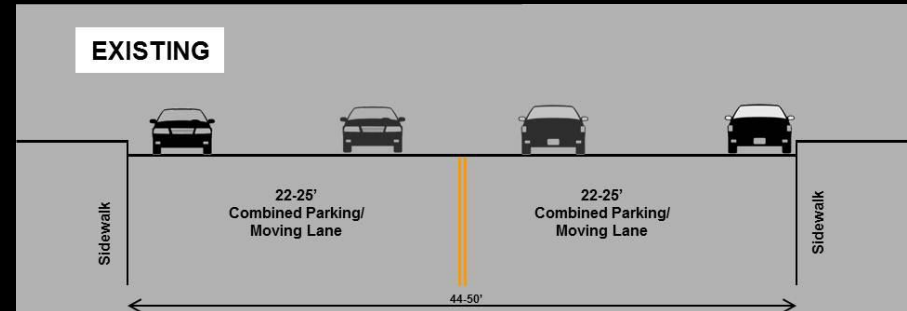 EXISTING
22-25’
Combined Parking/
Moving Lane
22-25’
Combined Parking/
Moving Lane
Sidewalk
Sidewalk
44-50’